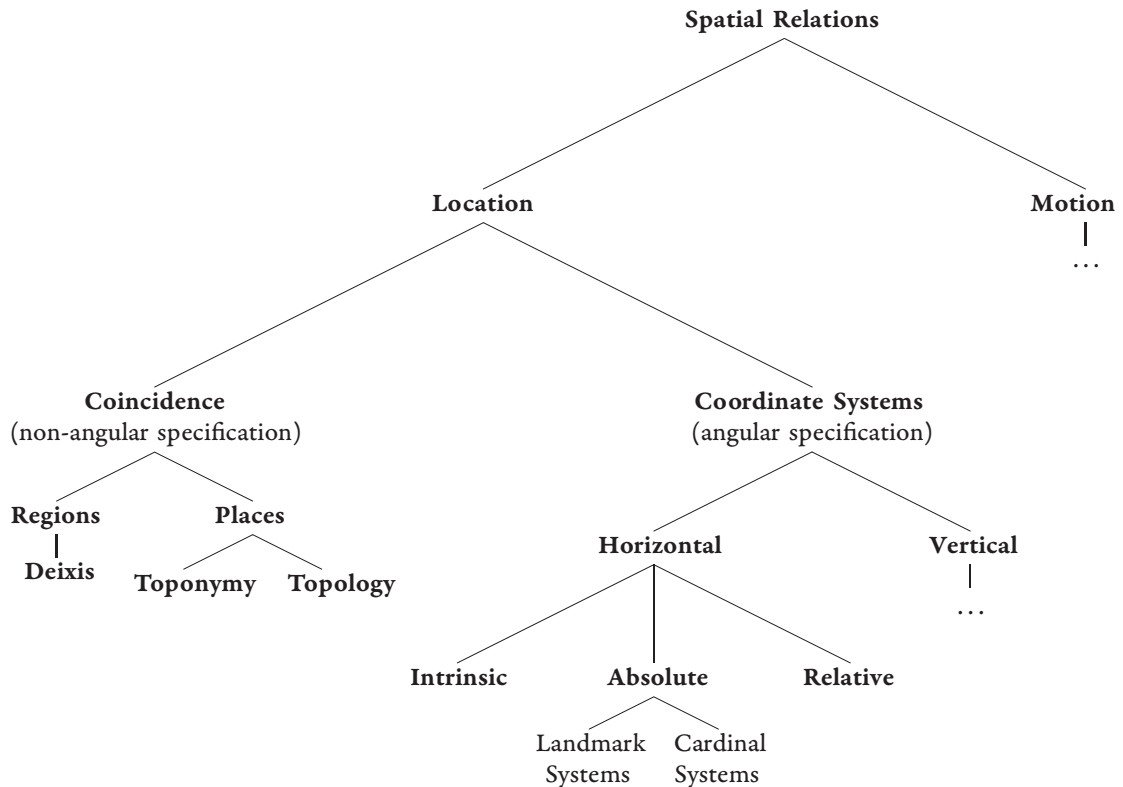 Spatial Relations
Location
Motion
...
Coincidence
(non-angular specification)
Coordinate Systems
(angular specification)
Regions
Places
Deixis
Toponymy
Topology
Horizontal
Vertical
...
Intrinsic
Absolute
Relative
Landmark
Systems
Cardinal
Systems